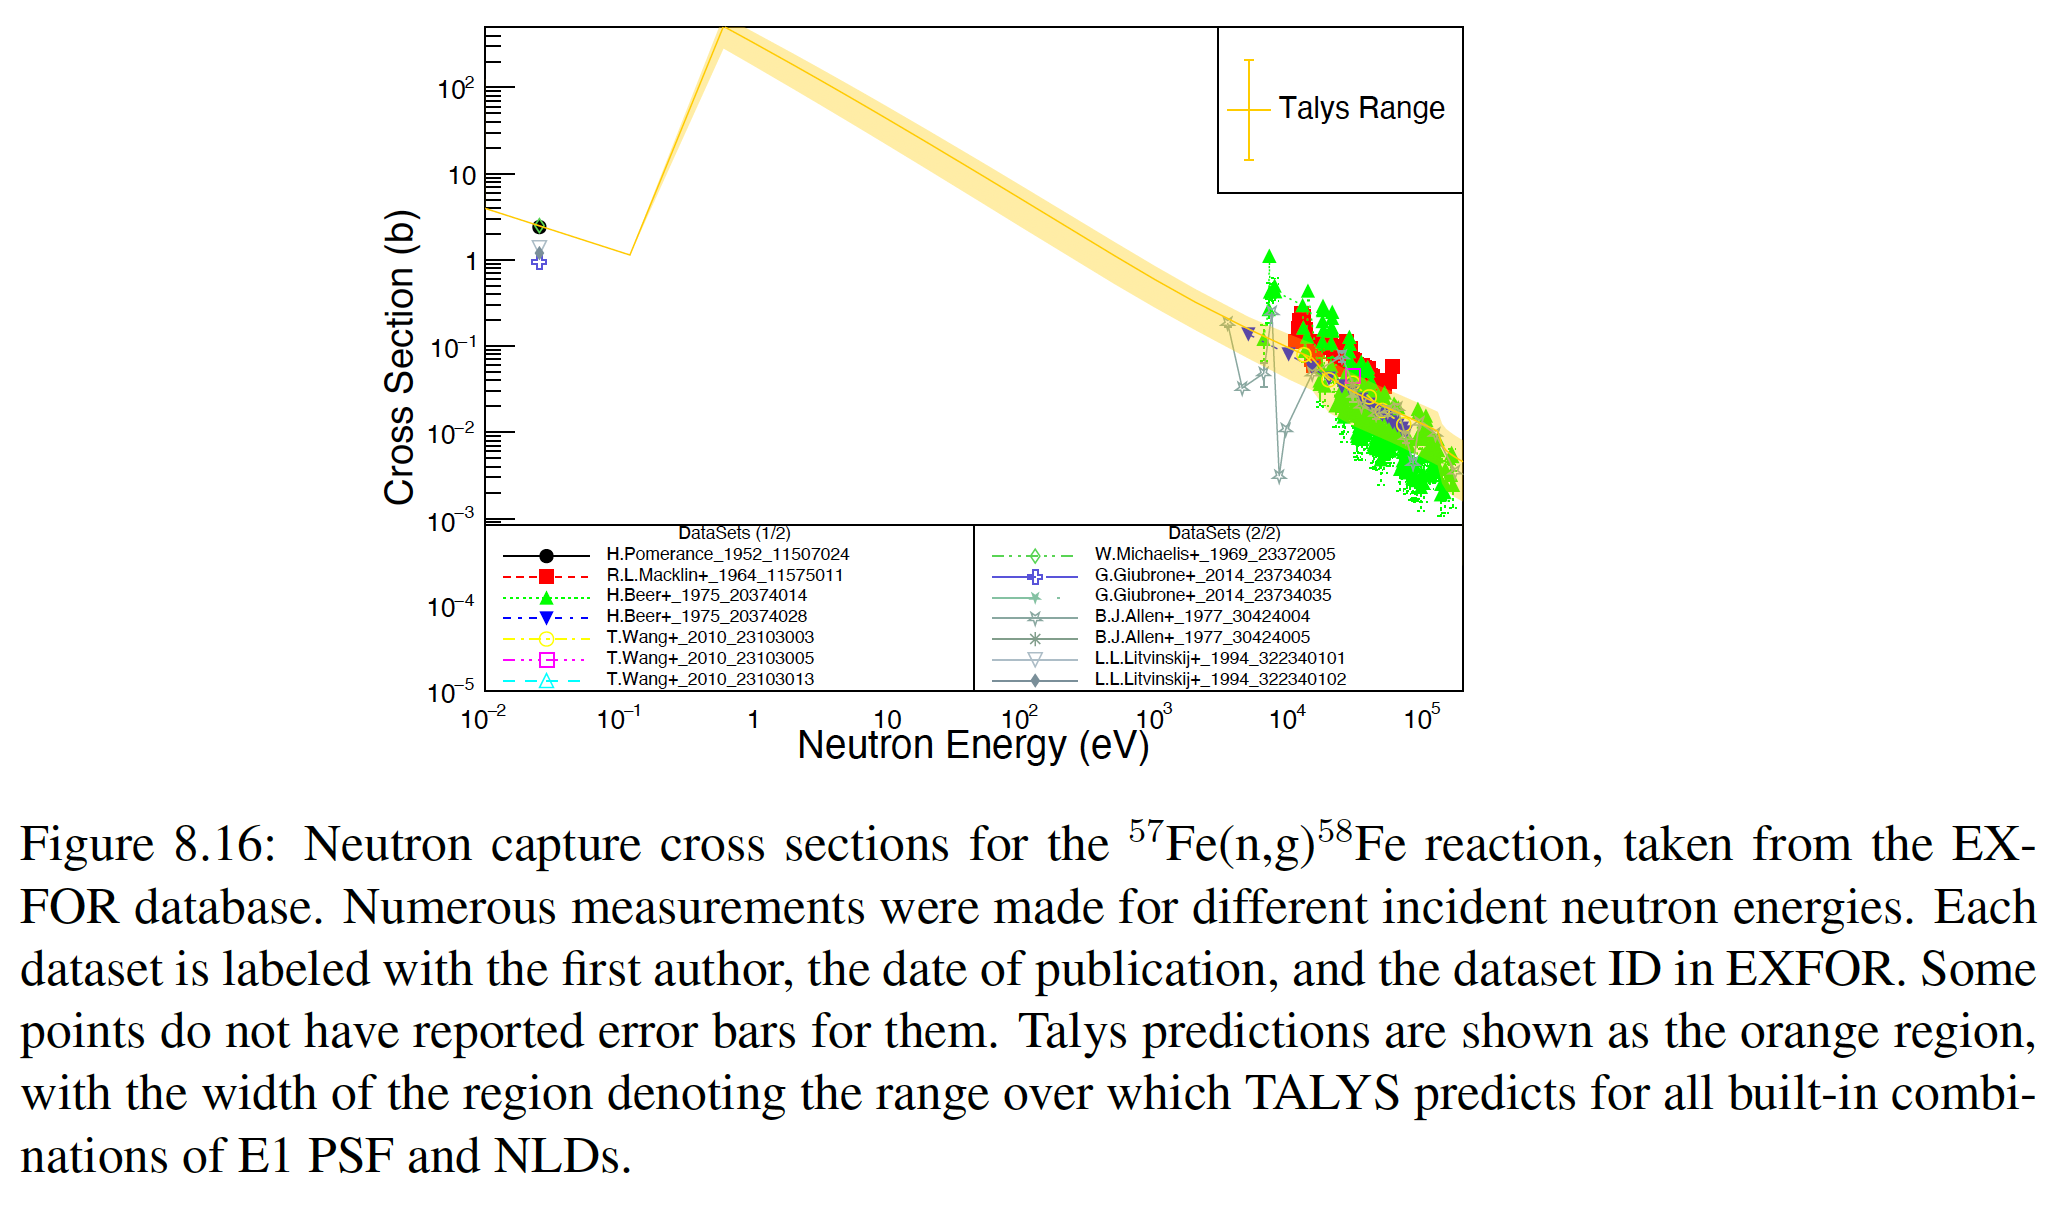 10²
10
1
10⁻¹
10⁻²
10⁻³
10⁻⁴
10⁻⁵
Cross Section (b)
Talys Range
DataSets (1/2)
H.Pomerance_1952_11507024
R.L.Macklin+_1964_11575011
H.Beer+_1975_20374014
H.Beer+_1975_20374028
T.Wang+_2010_23103003
T.Wang+_2010_23103005
T.Wang+_2010_23103013
DataSets (2/2)
W.Michaelis+_1969_23372005
G.Giubrone+_2014_23734034
G.Giubrone+_2014_23734035
B.J.Allen+_1977_30424004
B.J.Allen+_1977_30424005
L.L.Litvinskij+_1994_322340101
L.L.Litvinskij+_1994_322340102
10⁻² 10⁻¹ 1 10 10² 10³ 10⁴ 10⁵
Neutron Energy (eV)
Figure 8.16: Neutron capture cross sections for the ⁵⁷Fe(n,g)⁵⁸Fe reaction, taken from the EX-
FOR database. Numerous measurements were made for different incident neutron energies. Each
dataset is labeled with the first author, the date of publication, and the dataset ID in EXFOR. Some
points do not have reported error bars for them. Talys predictions are shown as the orange region,
with the width of the region denoting the range over which TALYS predicts for all built-in combi-
nations of E1 PSF and NLDs.